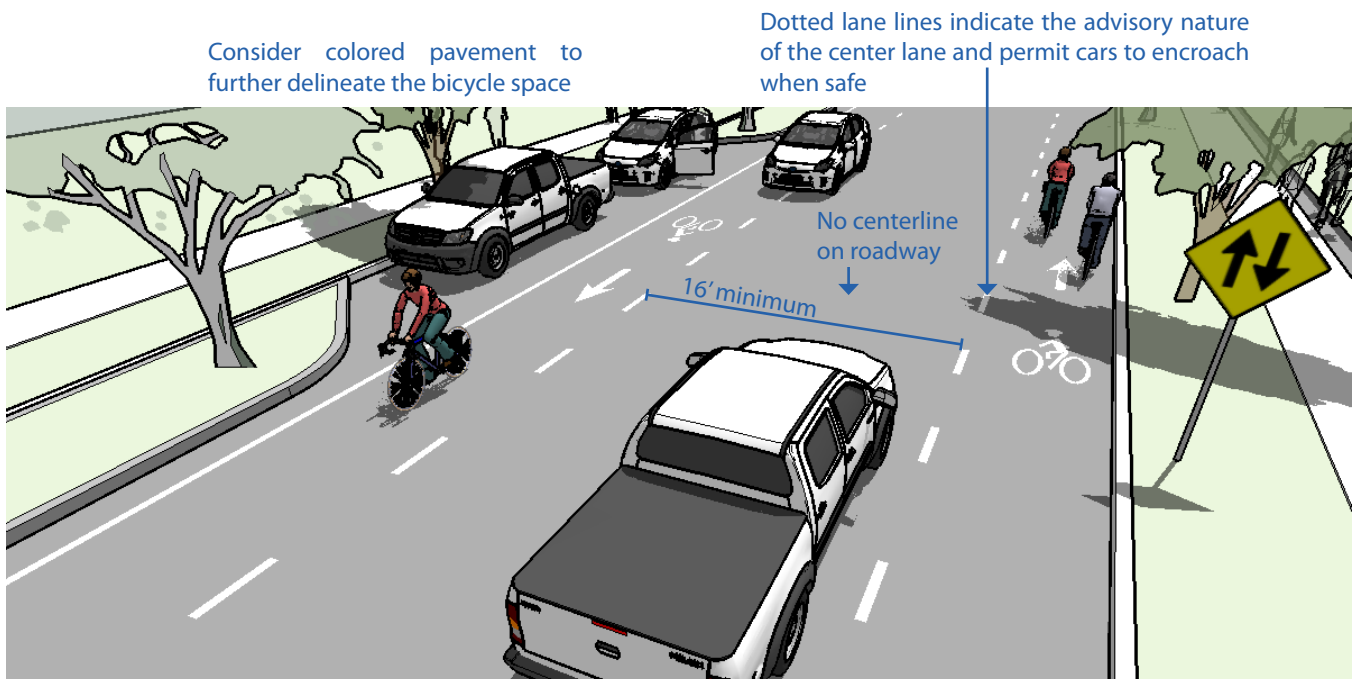 Consider colored pavement to
further delineate the bicycle space
Dotted lane lines indicate the advisory nature
of the center lane and permit cars to encroach
when safe
No centerline
on roadway
16’ minimum